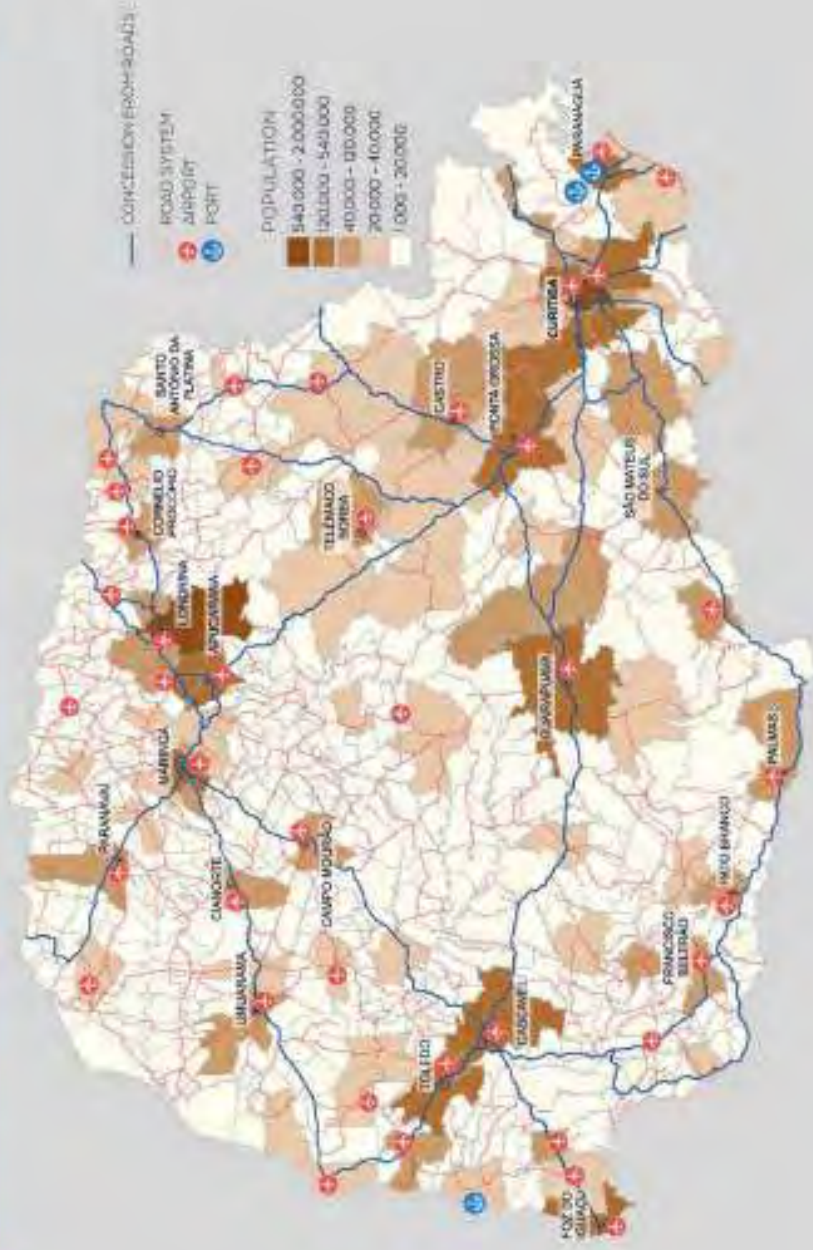 CONCESSION FROM ROADS
ROAD SYSTEM
AIRPORT
PORT
POPULATION
540.000 - 2.000.000
120.000 - 540.000
40.000 - 120.000
20.000 - 40.000
1.000 - 20.000
PARANAVAÍ
MARINGÁ
LONDRINA
APUCARANA
CORNÉLIO
PROCÓPIO
SANTO
ANTÔNIO DA
PLATINA
CIANORTE
UMUARAMA
CAMPO MOURÃO
TELÊMACO
BORBA
CASTRO
PONTA GROSSA
TOLEDO
CASCAVEL
GUARAPUAVA
CURITIBA
PARANAGUÁ
FOZ DO
IGUAÇU
FRANCISCO
BELTRÃO
PATO BRANCO
PALMAS
SÃO MATEUS
DO SUL